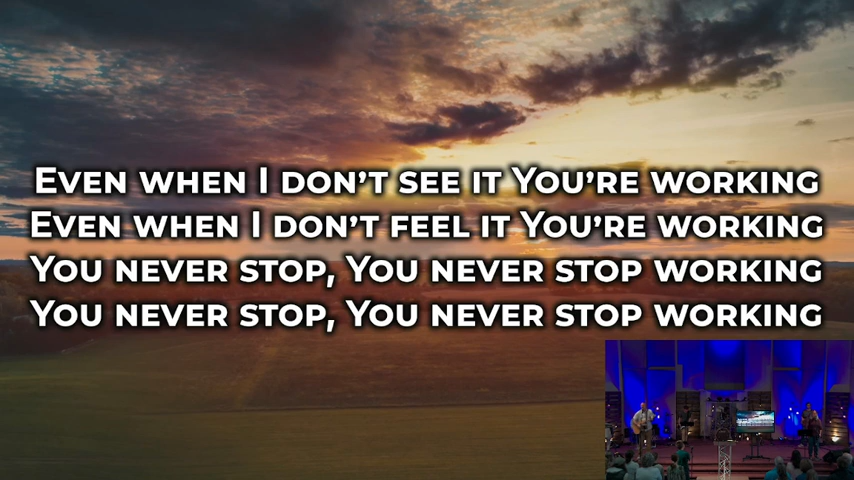 Even when I don’t see it You’re working
Even when I don’t feel it You’re working
You never stop, You never stop working
You never stop, You never stop working